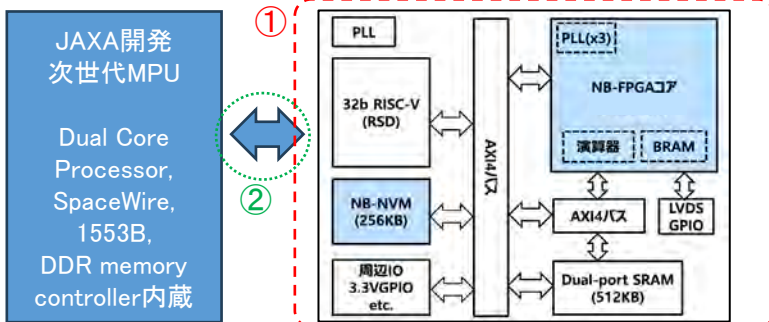 JAXA開発
次世代MPU
Dual Core
Processor,
SpaceWire,
1553B,
DDR memory
controller内蔵
①
②
PLL
32b RISC-V
(RSD)
NB-NVM
(256KB)
周辺IO
3.3VGPIO
etc.
AXI4バス
PLL(x3)
NB-FPGAコア
演算器
BRAM
AXI4バス
LVDS
GPIO
Dual-port SRAM
(512KB)